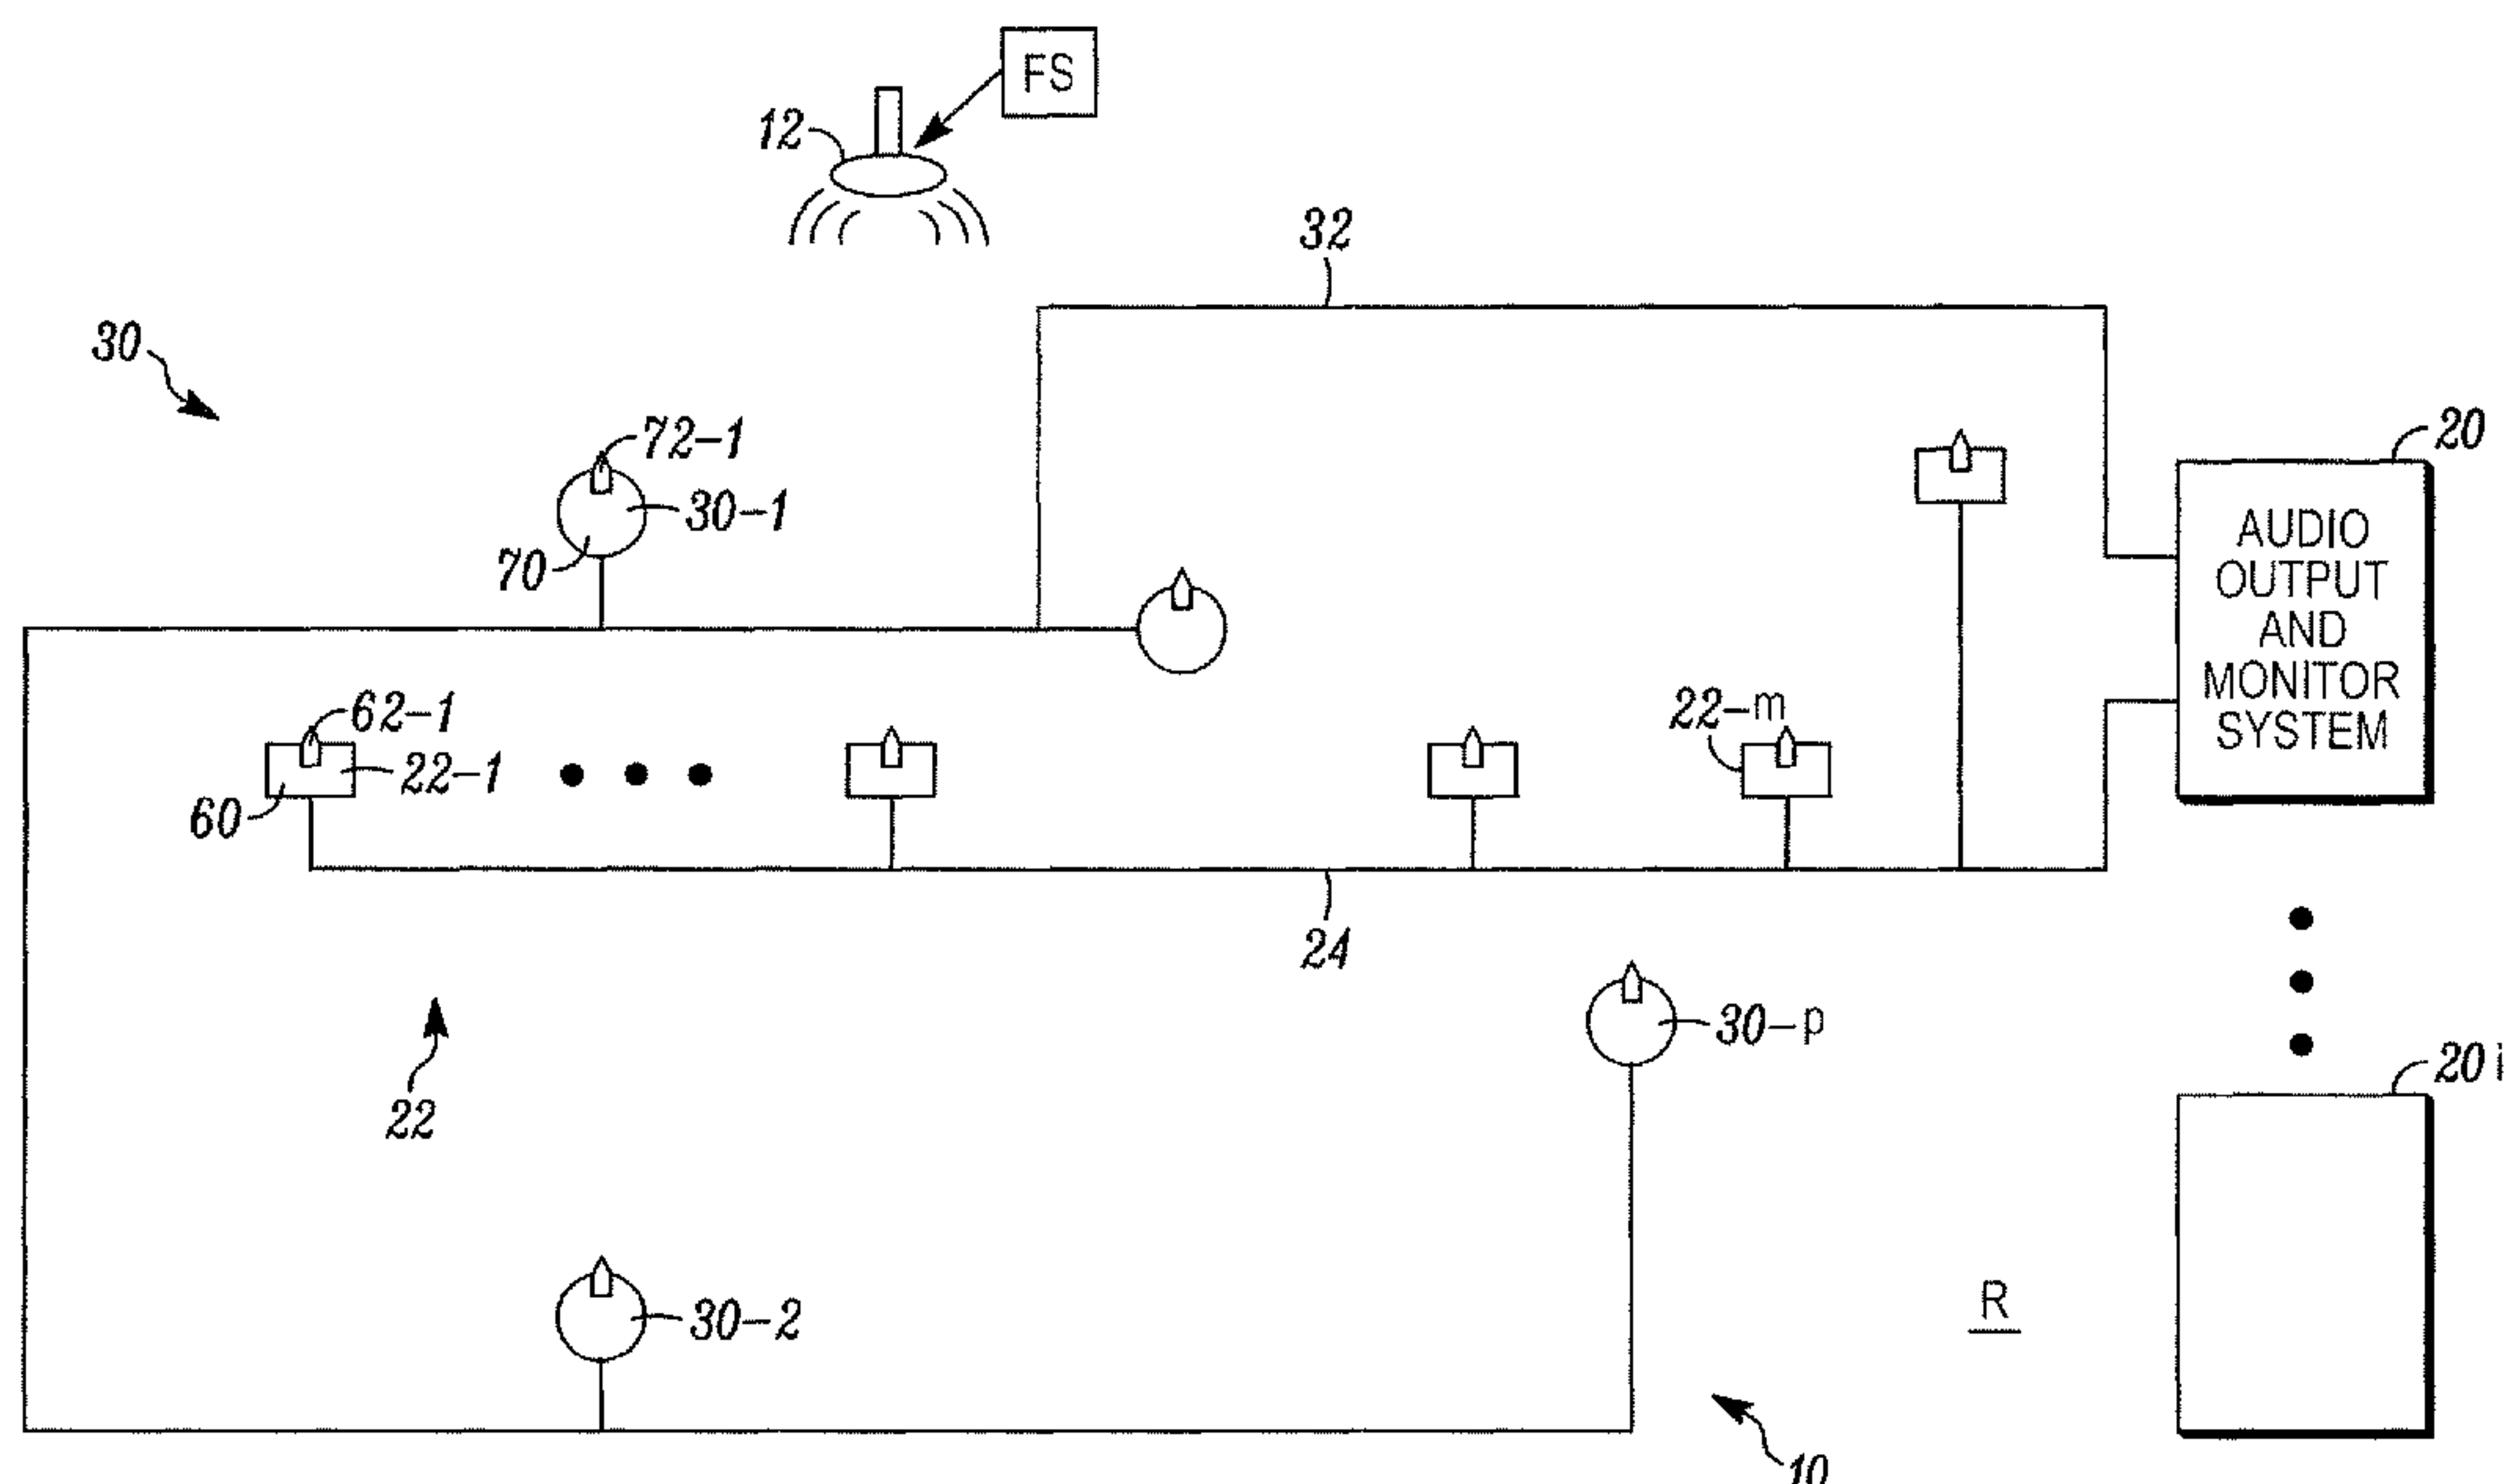 FS
12
32
30
72-1
20
30-1
AUDIO
OUTPUT
AND
MONITOR
SYSTEM
70
62-1
22-m
22-1
60
24
30-p
20i
22
R
30-2
10